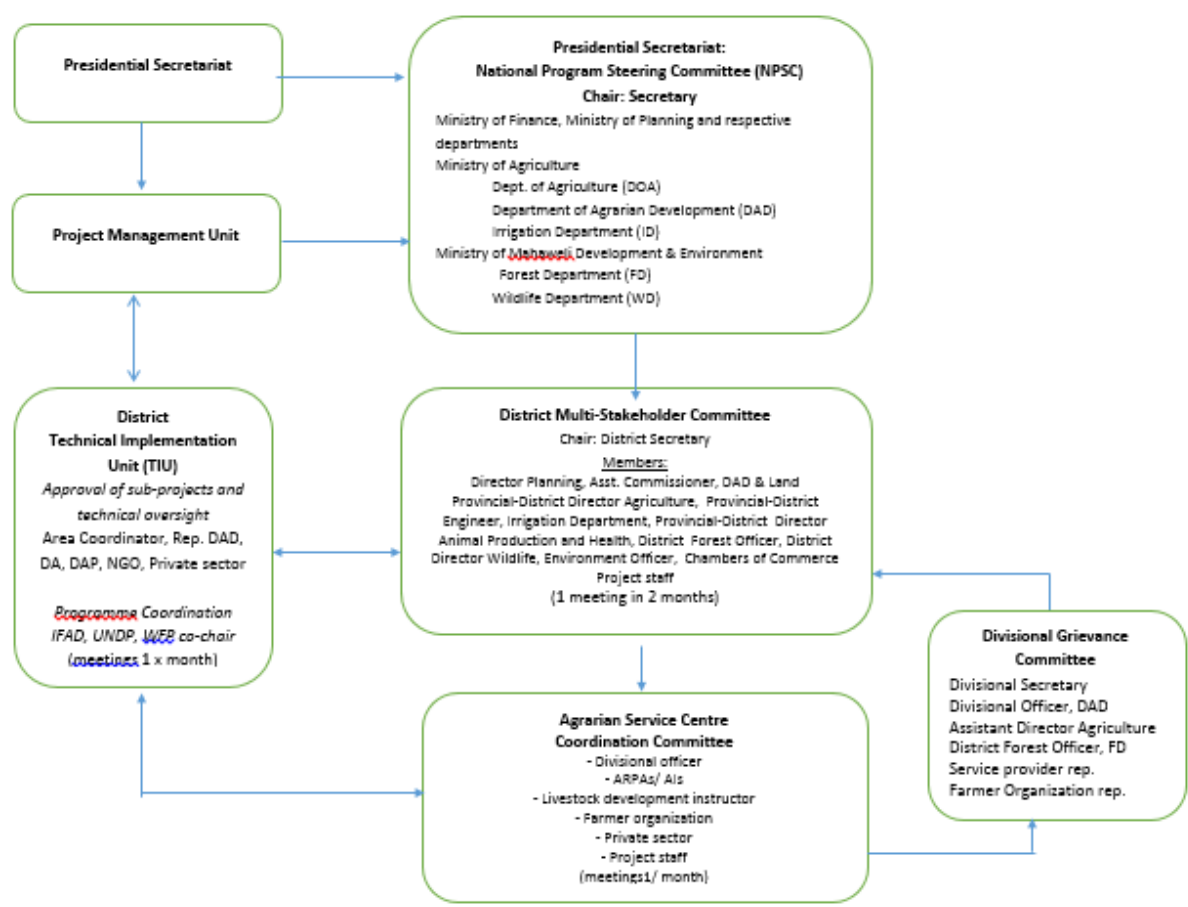 Presidential Secretariat
Presidential Secretariat:
National Program Steering Committee (NPSC)
Chair: Secretary
Ministry of Finance, Ministry of Planning and respective
departments
Ministry of Agriculture
Dept. of Agriculture (DOA)
Department of Agrarian Development (DAD)
Irrigation Department (ID)
Ministry of Mahaweli Development & Environment
Forest Department (FD)
Wildlife Department (WD)
Project Management Unit
District
Technical Implementation
Unit (TIU)
Approval of sub-projects and
technical oversight
Area Coordinator, Rep. DAD,
DA, DAP, NGO, Private sector
Programme Coordination
IFAD, UNDP, WFP co-chair
(meetings 1 x month)
District Multi-Stakeholder Committee
Chair: District Secretary
Members:
Director Planning, Asst. Commissioner, DAD & Land
Provincial-District Director Agriculture, Provincial-District
Engineer, Irrigation Department, Provincial-District Director
Animal Production and Health, District Forest Officer, District
Director Wildlife, Environment Officer, Chambers of Commerce
Project staff
(1 meeting in 2 months)
Divisional Grievance
Committee
Divisional Secretary
Divisional Officer, DAD
Assistant Director Agriculture
District Forest Officer, FD
Service provider rep.
Farmer Organization rep.
Agrarian Service Centre
Coordination Committee
- Divisional officer
- ARPAs/ AIs
- Livestock development instructor
- Farmer organization
- Private sector
- Project staff
(meetings1/ month)